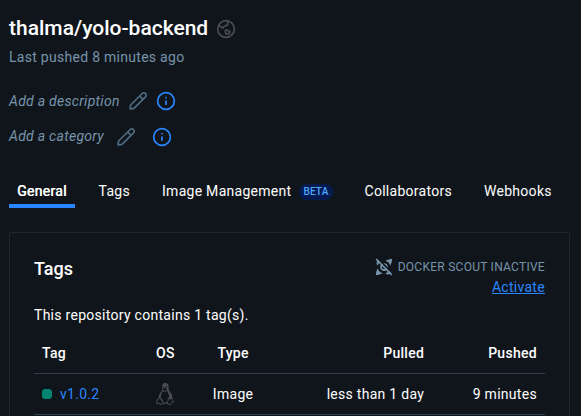 thalma/yolo-backend
Last pushed 8 minutes ago
Add a description
Add a category
General Tags Image Management BETA Collaborators Webhooks
Tags
DOCKER SCOUT INACTIVE
Activate
This repository contains 1 tag(s).
Tag OS Type Pulled Pushed
v1.0.2 Image less than 1 day 9 minutes